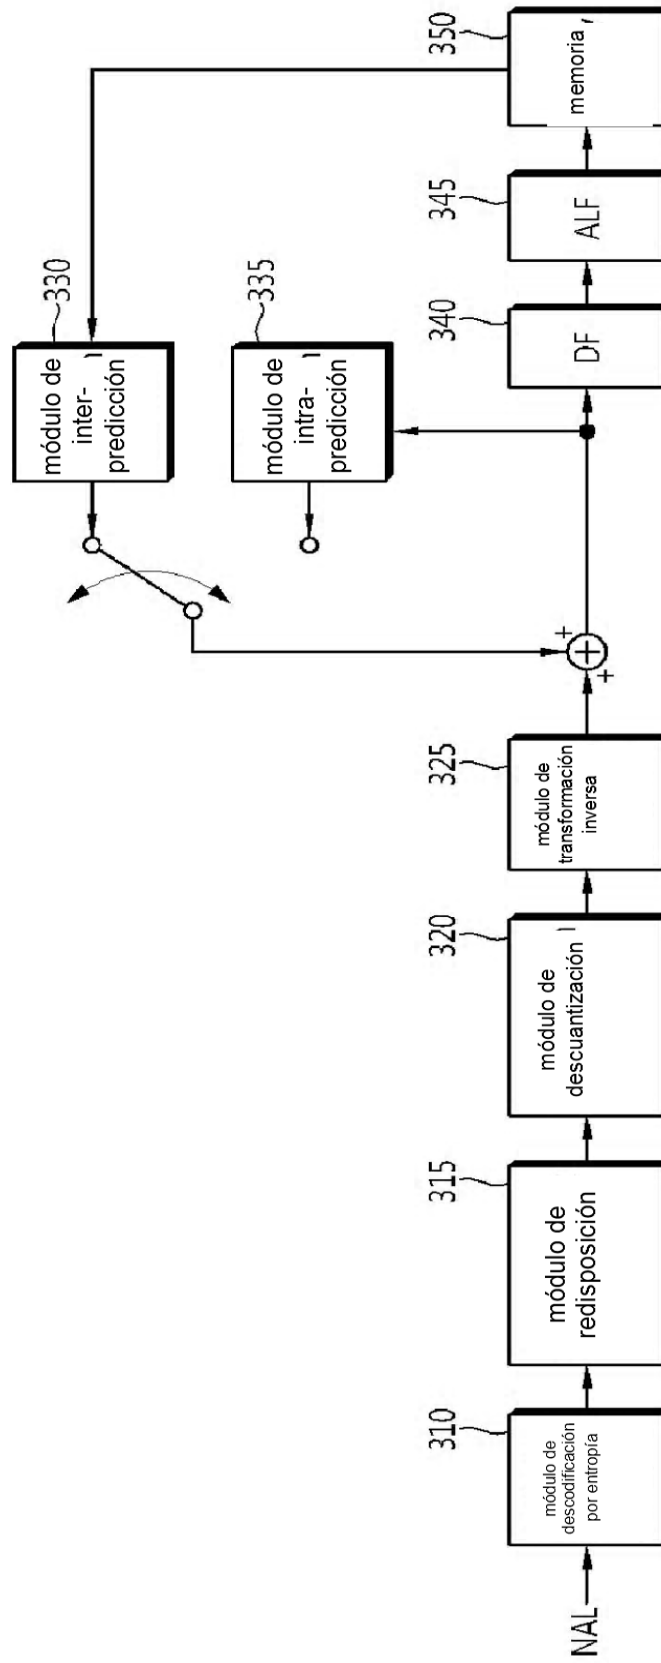 NAL
310
módulo de
descodificación
por entropía
315
módulo de
redisposición
320
módulo de
descuantización
325
módulo de
transformación
inversa
+
+
+
330
módulo de
inter-
predicción
335
módulo de
intra-
predicción
340
DF
345
ALF
350
memoria